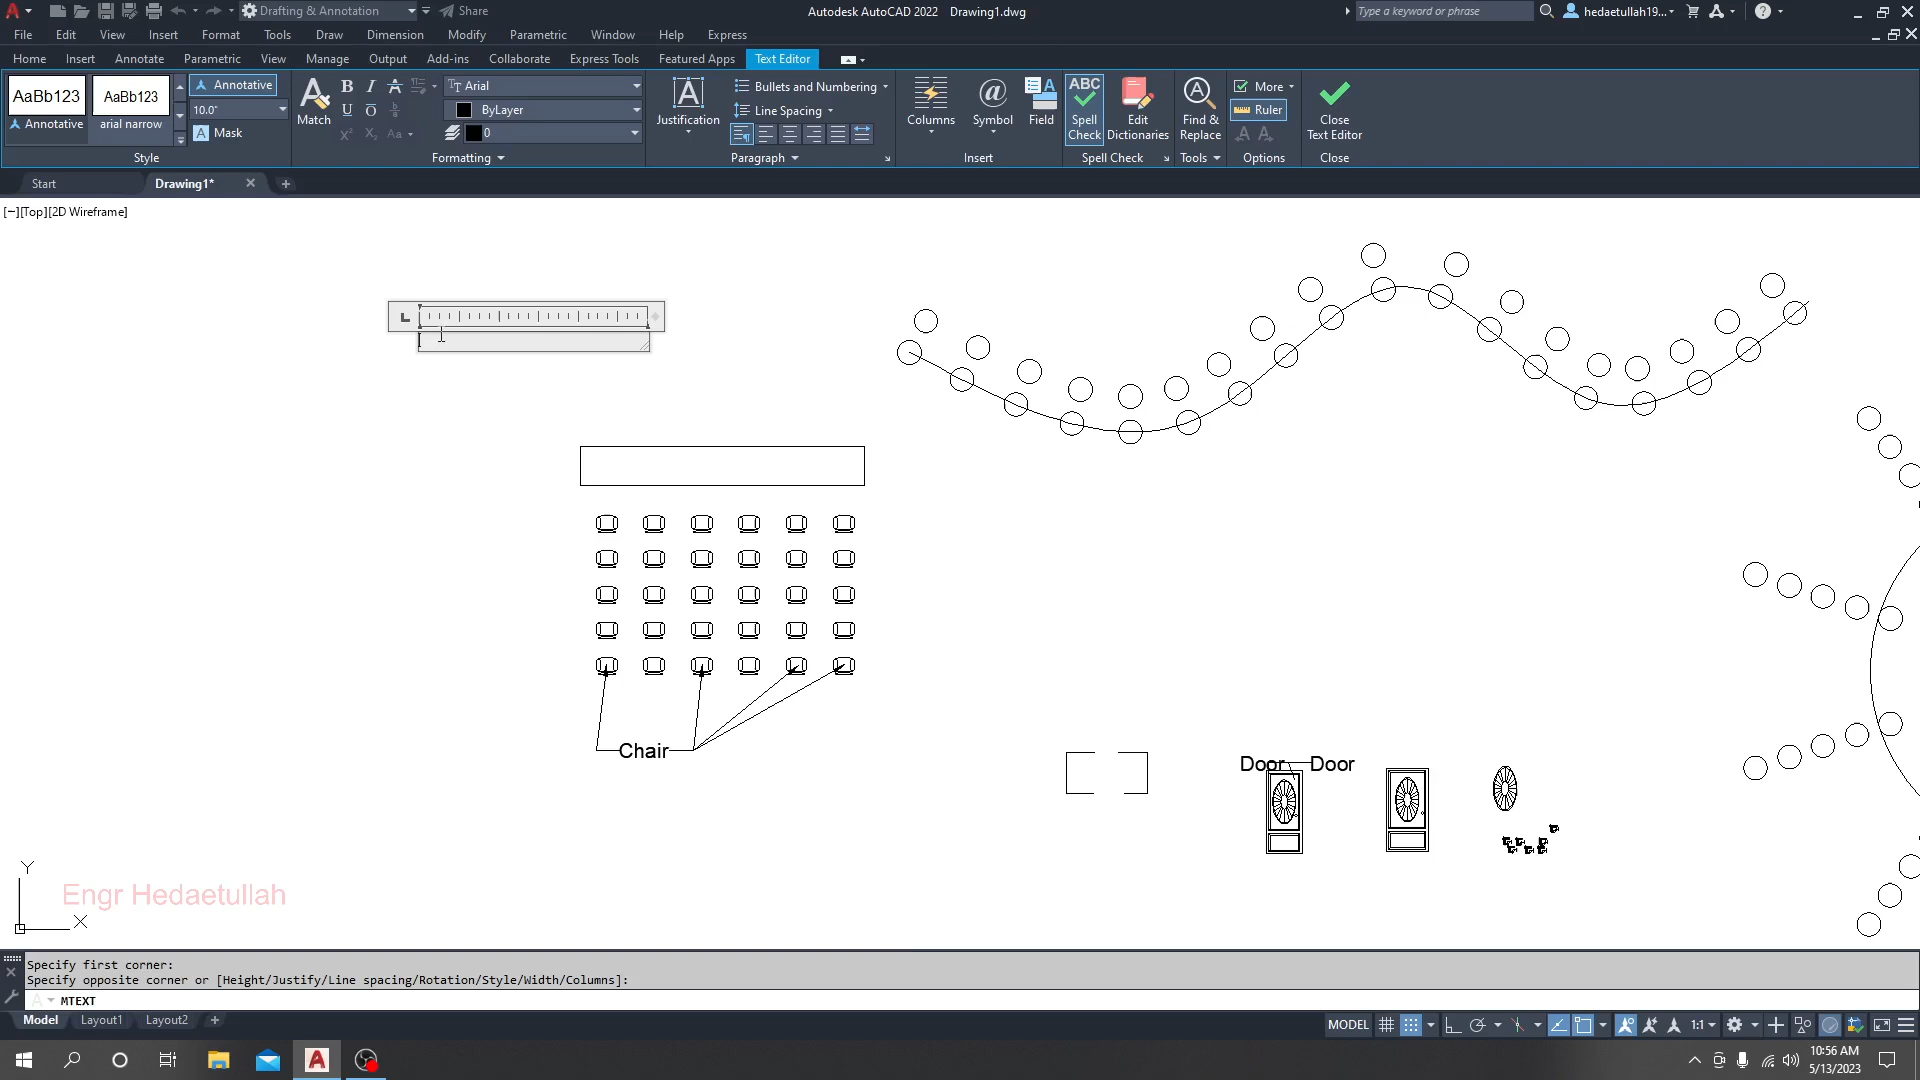 Drafting & Annotation
Share
Autodesk AutoCAD 2022 Drawing1.dwg
Type a keyword or phrase
hedaetullah19...
File Edit View Insert Format Tools Draw Dimension Modify Parametric Window Help Express
Home Insert Annotate Parametric View Manage Output Add-ins Collaborate Express Tools Featured Apps Text Editor
AaBb123
Annotative
AaBb123
arial narrow
Annotative
10.0"
Mask
Style
Match
Arial
ByLayer
0
Formatting
Justification
Bullets and Numbering
Line Spacing
Paragraph
Columns
Symbol
Field
Insert
ABC
Spell
Check
Edit
Dictionaries
Spell Check
Find &
Replace
Tools
More
Ruler
Options
Close
Text Editor
Close
Start
Drawing1*
[−][Top][2D Wireframe]
Chair
Door
Door
Y
X
Engr Hedaetullah
Specify first corner:
Specify opposite corner or [Height/Justify/Line spacing/Rotation/Style/Width/Columns]:
MTEXT
Model Layout1 Layout2
MODEL
1:1
10:56 AM
5/13/2023